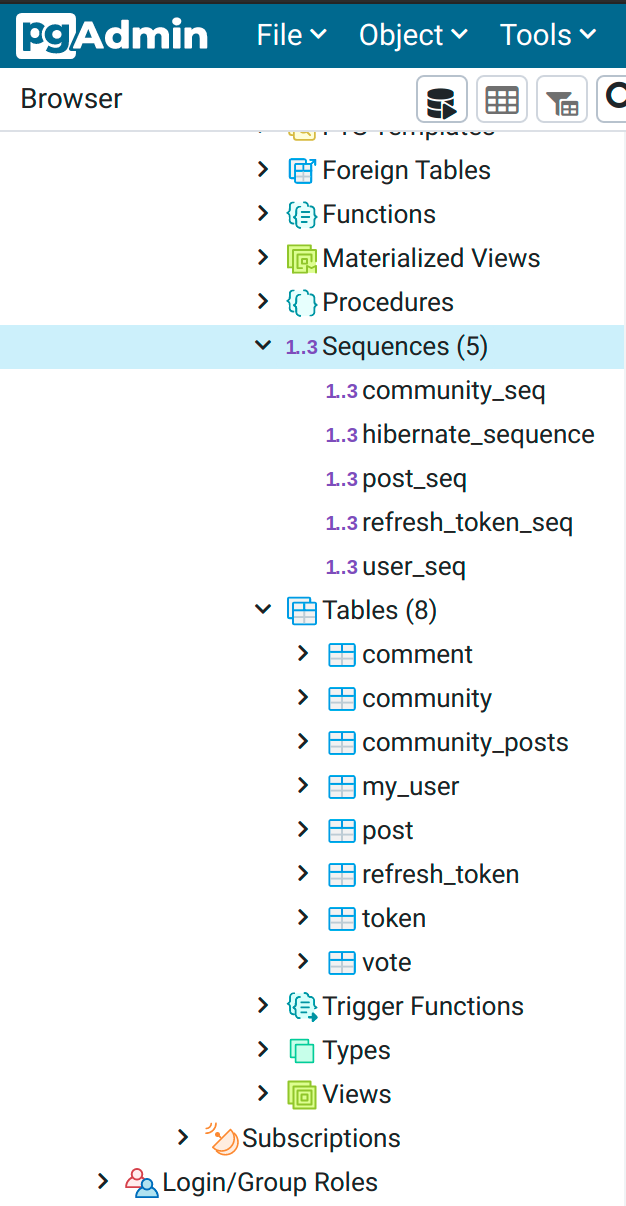 pgAdmin File Object Tools
Browser
FTS Templates
Foreign Tables
Functions
Materialized Views
Procedures
1..3 Sequences (5)
1..3 community_seq
1..3 hibernate_sequence
1..3 post_seq
1..3 refresh_token_seq
1..3 user_seq
Tables (8)
comment
community
community_posts
my_user
post
refresh_token
token
vote
Trigger Functions
Types
Views
Subscriptions
Login/Group Roles